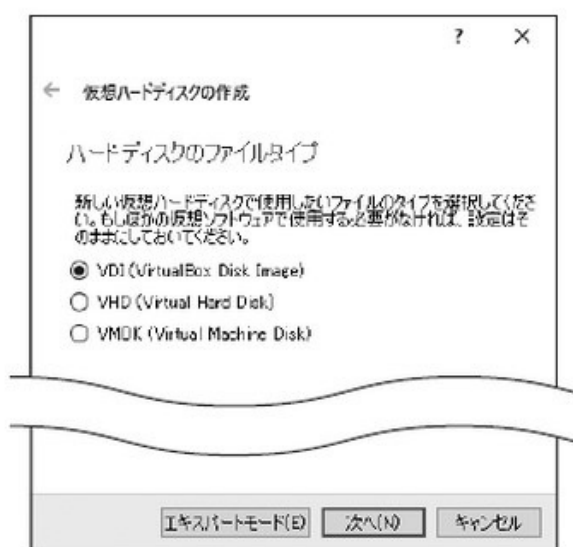 ? ×
← 仮想ハードディスクの作成
ハードディスクのファイルタイプ
新しい仮想ハードディスクで使用したいファイルのタイプを選択してくださ
い。もしほかの仮想ソフトウェアで使用する必要がなければ、設定はそ
のままにしておいてください。
VDI (VirtualBox Disk Image)
VHD (Virtual Hard Disk)
VMDK (Virtual Machine Disk)
エキスパートモード(E) 次へ(N) キャンセル